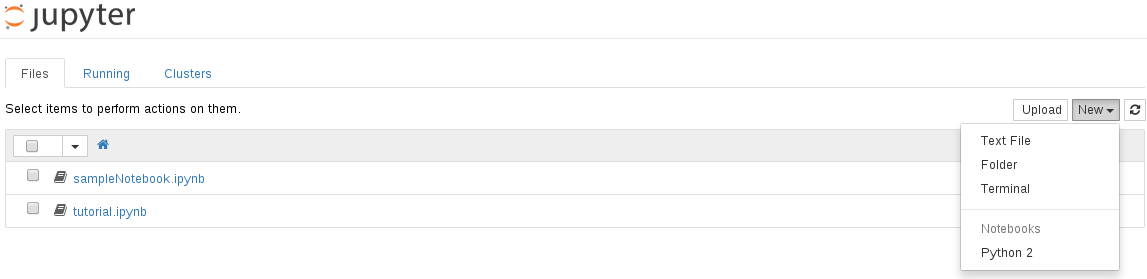 jupyter
Files Running Clusters
Select items to perform actions on them. Upload New
Text File
Folder
Terminal
sampleNotebook.ipynb
tutorial.ipynb
Notebooks
Python 2